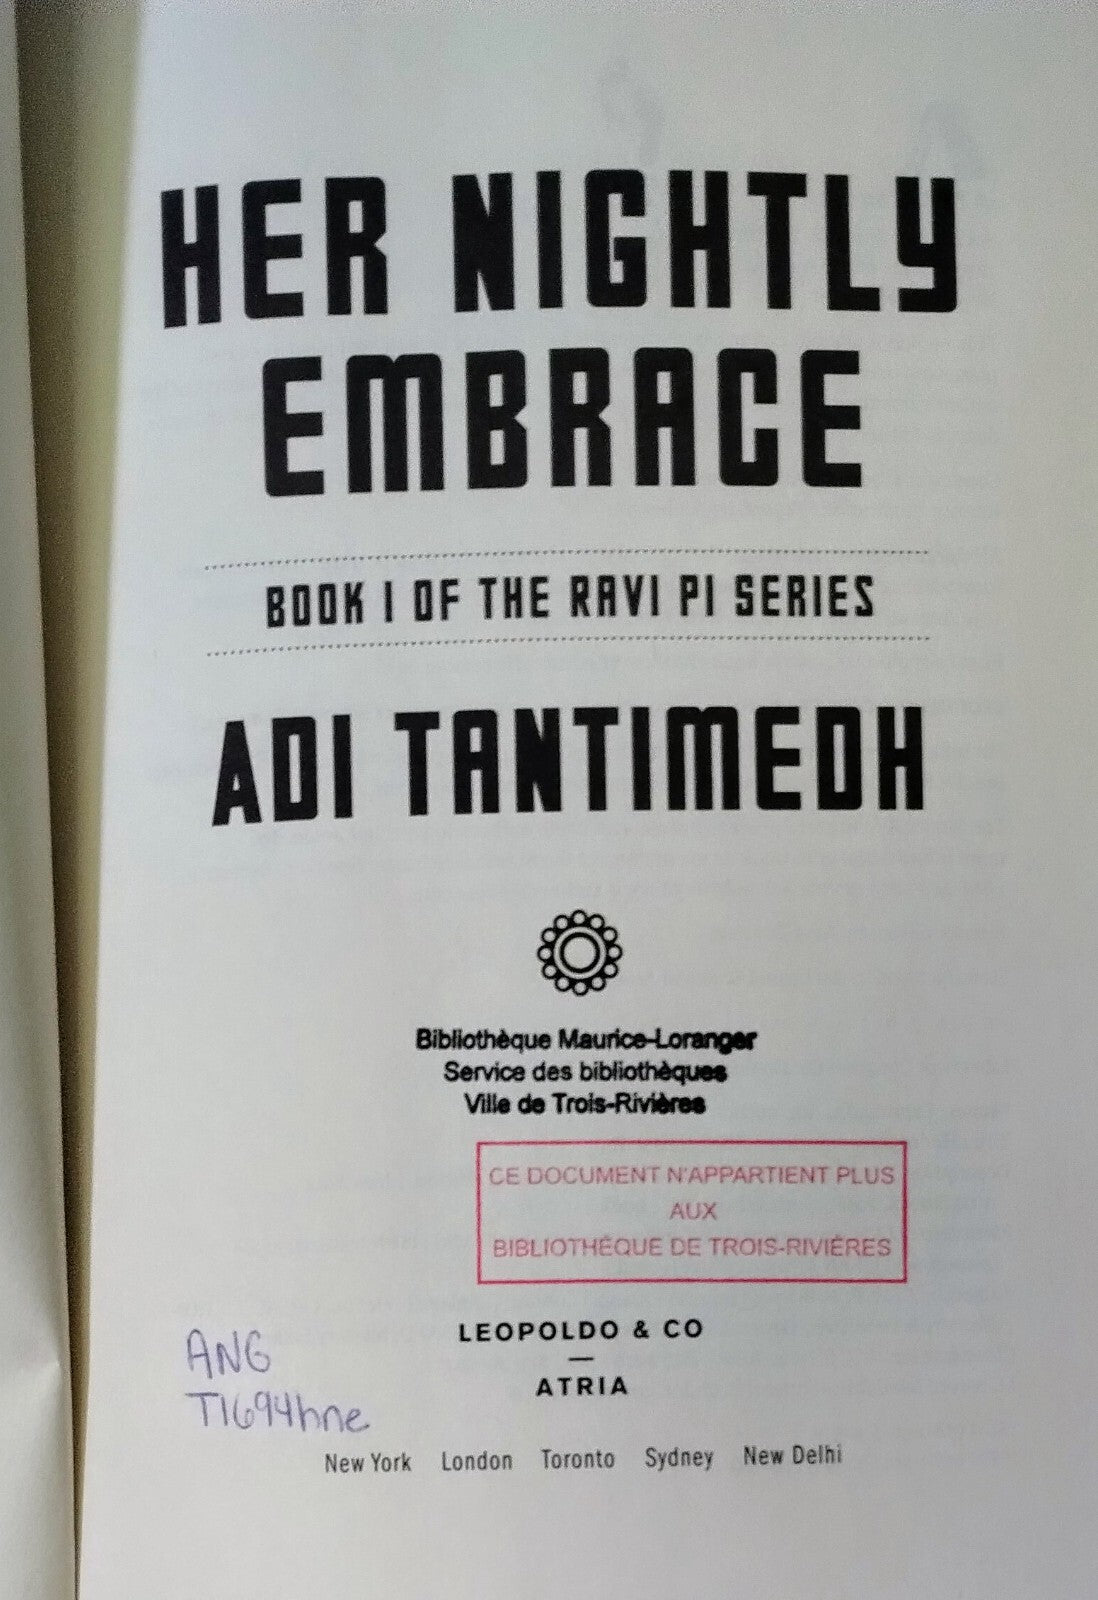 HER NIGHTLY
EMBRACE
BOOK I OF THE RAVI PI SERIES
ADI TANTIMEDH
Bibliothèque Maurice-Loranger
Service des bibliothèques
Ville de Trois-Rivières
CE DOCUMENT N'APPARTIENT PLUS
AUX
BIBLIOTHÈQUE DE TROIS-RIVIÈRES
LEOPOLDO & CO
—
ATRIA
ANG
T1694hne
New York London Toronto Sydney New Delhi